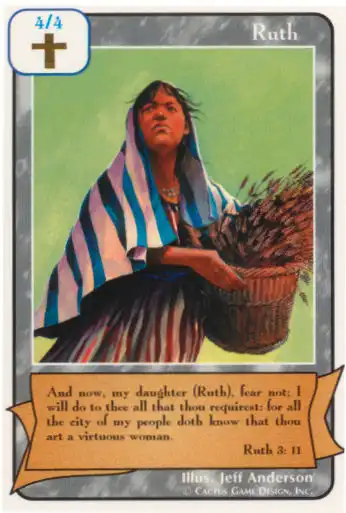 4/4
Ruth
And now, my daughter (Ruth), fear not; I
will do to thee all that thou requirest: for all
the city of my people doth know that thou
art a virtuous woman.
Ruth 3: 11
Illus. Jeff Anderson
© Cactus Game Design, Inc.